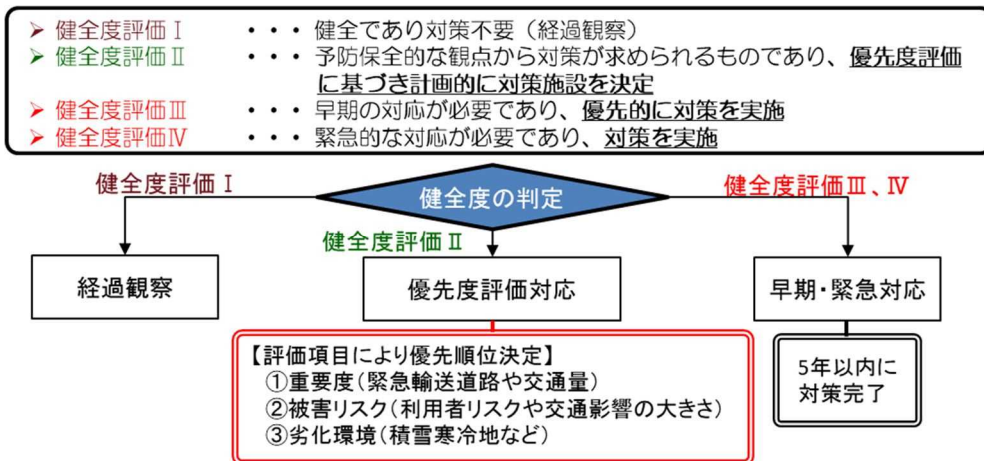 ➢ 健全度評価Ⅰ ・・・ 健全であり対策不要（経過観察）
➢ 健全度評価Ⅱ ・・・ 予防保全的な観点から対策が求められるものであり、優先度評価
に基づき計画的に対策施設を決定
➢ 健全度評価Ⅲ ・・・ 早期の対応が必要であり、優先的に対策を実施
➢ 健全度評価Ⅳ ・・・ 緊急的な対応が必要であり、対策を実施
健全度評価Ⅰ
健全度の判定
健全度評価Ⅲ、Ⅳ
健全度評価Ⅱ
経過観察
優先度評価対応
早期・緊急対応
【評価項目により優先順位決定】
①重要度（緊急輸送道路や交通量）
②被害リスク（利用者リスクや交通影響の大きさ）
③劣化環境（積雪寒冷地など）
5年以内に
対策完了